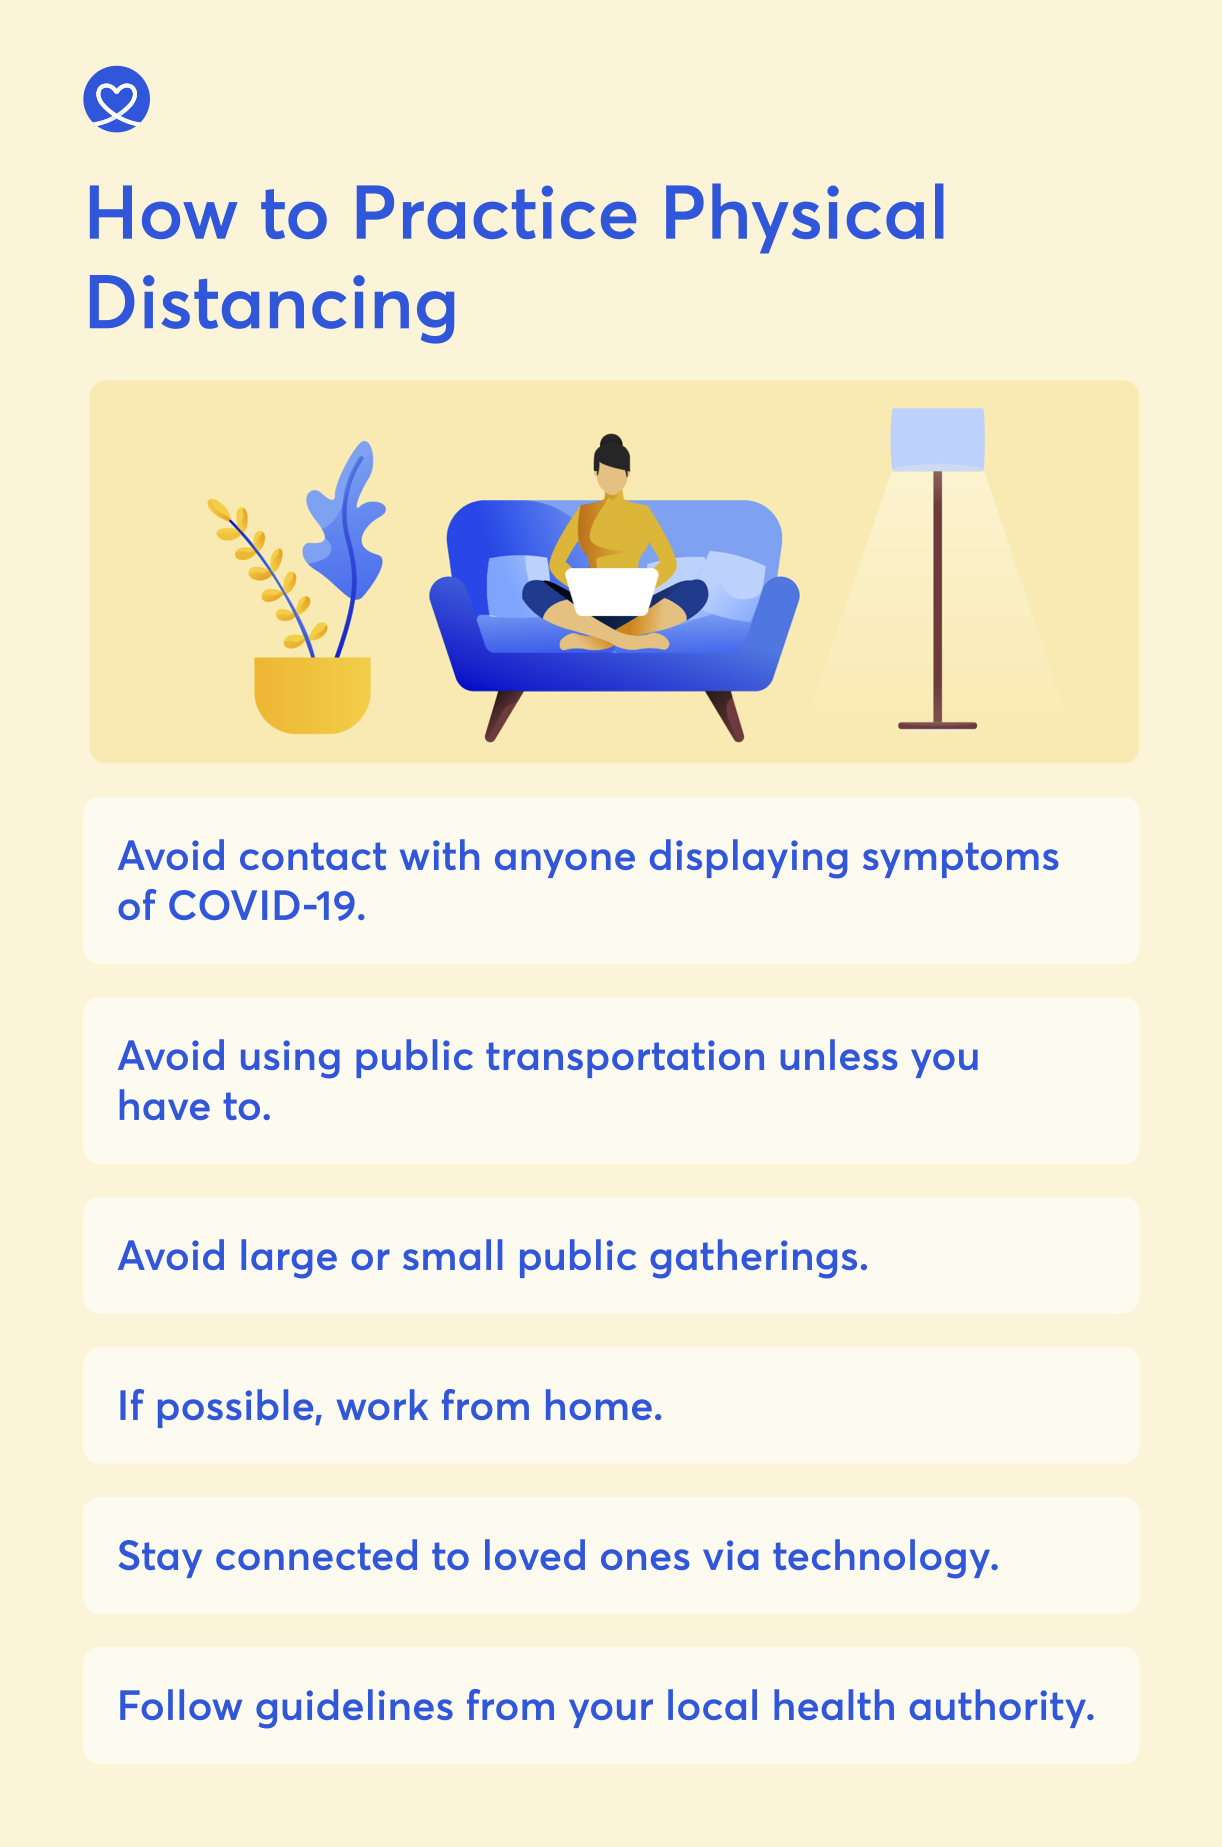 How to Practice Physical
Distancing
Avoid contact with anyone displaying symptoms
of COVID-19.
Avoid using public transportation unless you
have to.
Avoid large or small public gatherings.
If possible, work from home.
Stay connected to loved ones via technology.
Follow guidelines from your local health authority.